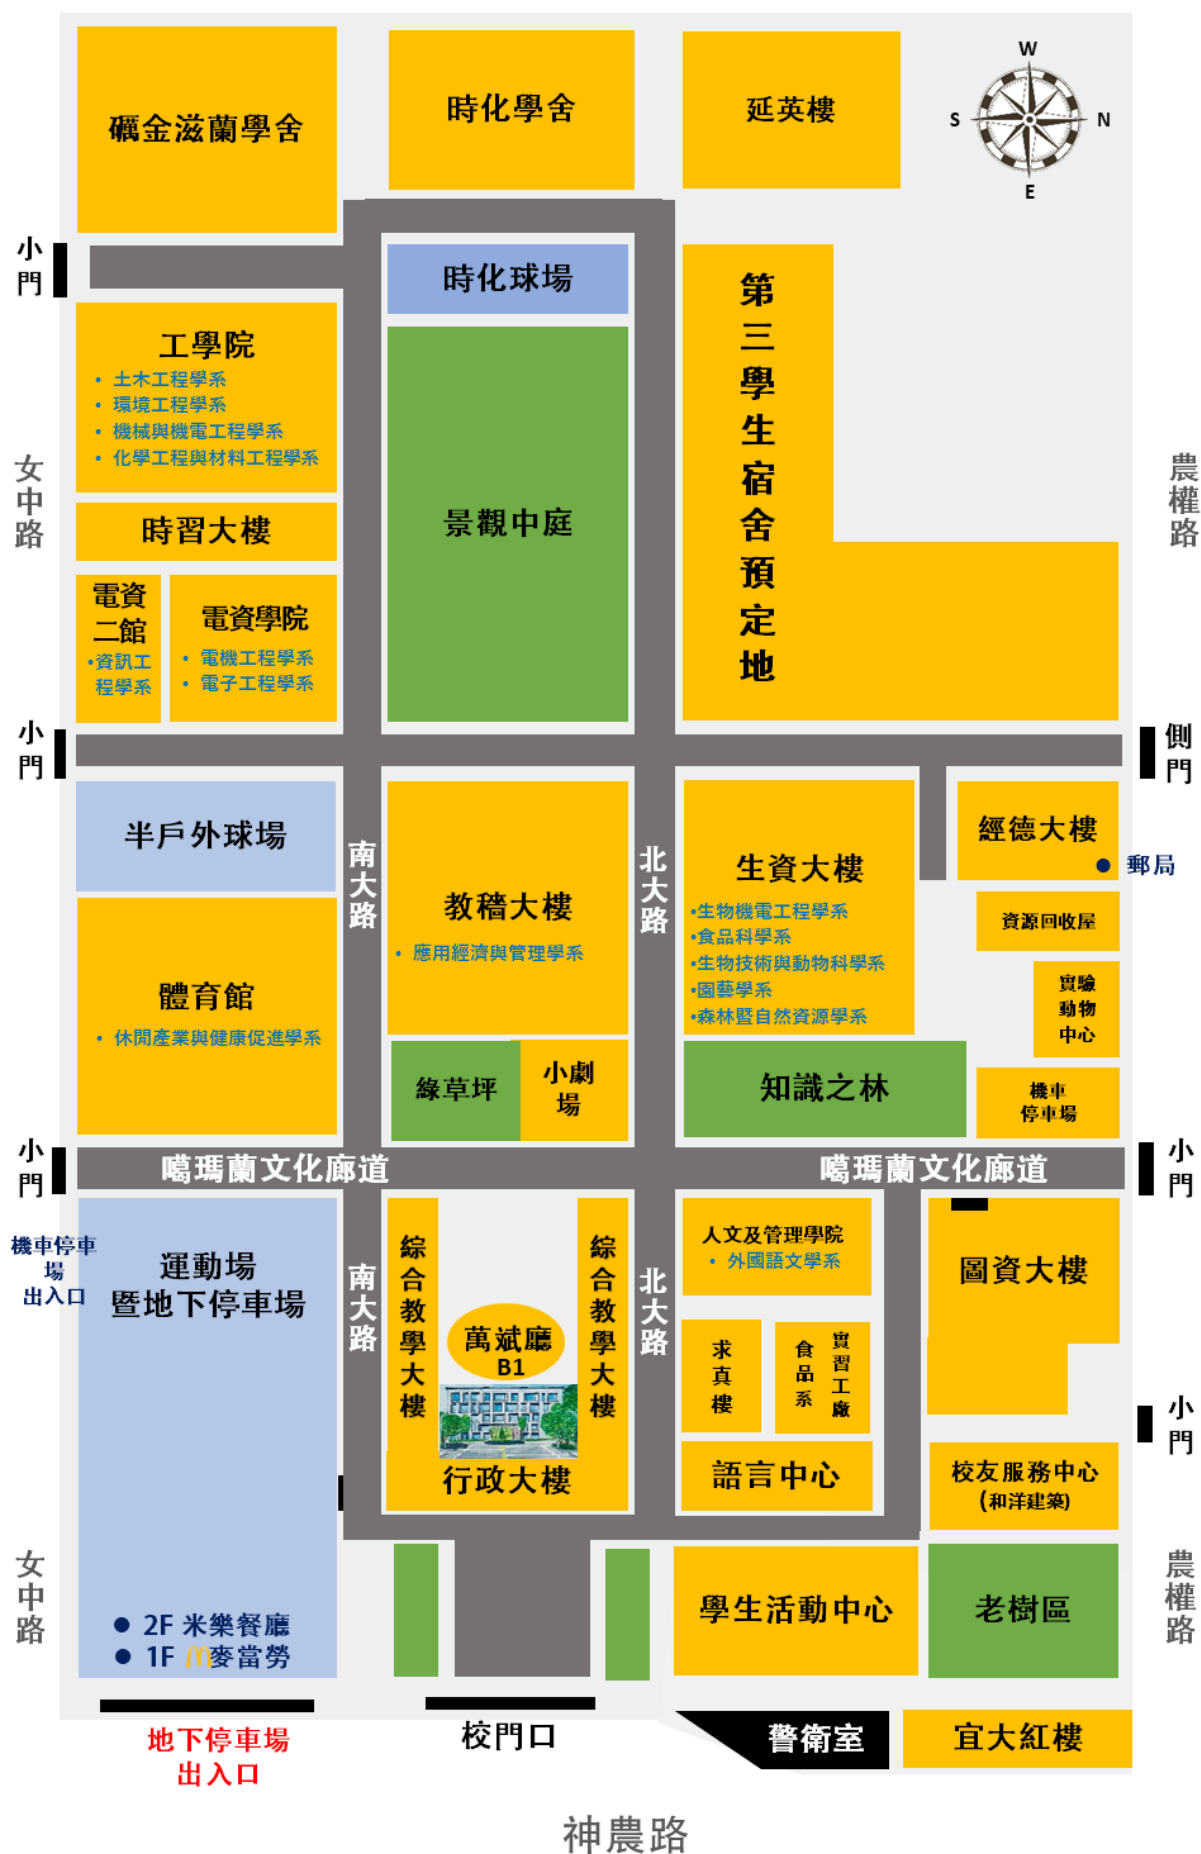 礪金滋蘭學舍
時化學舍
延英樓
W
S
N
E
小
門
時化球場
第
三
學
生
宿
舍
預
定
地
工學院
• 土木工程學系
• 環境工程學系
• 機械與機電工程學系
• 化學工程與材料工程學系
女
中
路
農
權
路
景觀中庭
時習大樓
電資
二館
•資訊工
程學系
電資學院
• 電機工程學系
• 電子工程學系
小
門
側
門
半戶外球場
南
大
路
教穡大樓
• 應用經濟與管理學系
北
大
路
生資大樓
•生物機電工程學系
•食品科學系
•生物技術與動物科學系
•園藝學系
•森林暨自然資源學系
經德大樓
● 郵局
資源回收屋
實驗
動物
中心
機車
停車場
體育館
• 休閒產業與健康促進學系
綠草坪
小劇
場
知識之林
小
門
噶瑪蘭文化廊道
噶瑪蘭文化廊道
小
門
機車停車
場
出入口
運動場
暨地下停車場
南
大
路
綜
合
教
學
大
樓
萬斌廳
B1
綜
合
教
學
大
樓
行政大樓
北
大
路
人文及管理學院
• 外國語文學系
求
真
樓
食
品
系
實
習
工
廠
語言中心
圖資大樓
小
門
校友服務中心
(和洋建築)
女
中
路
● 2F 米樂餐廳
● 1F 麥當勞
學生活動中心
老樹區
農
權
路
地下停車場
出入口
校門口
警衛室
宜大紅樓
神農路